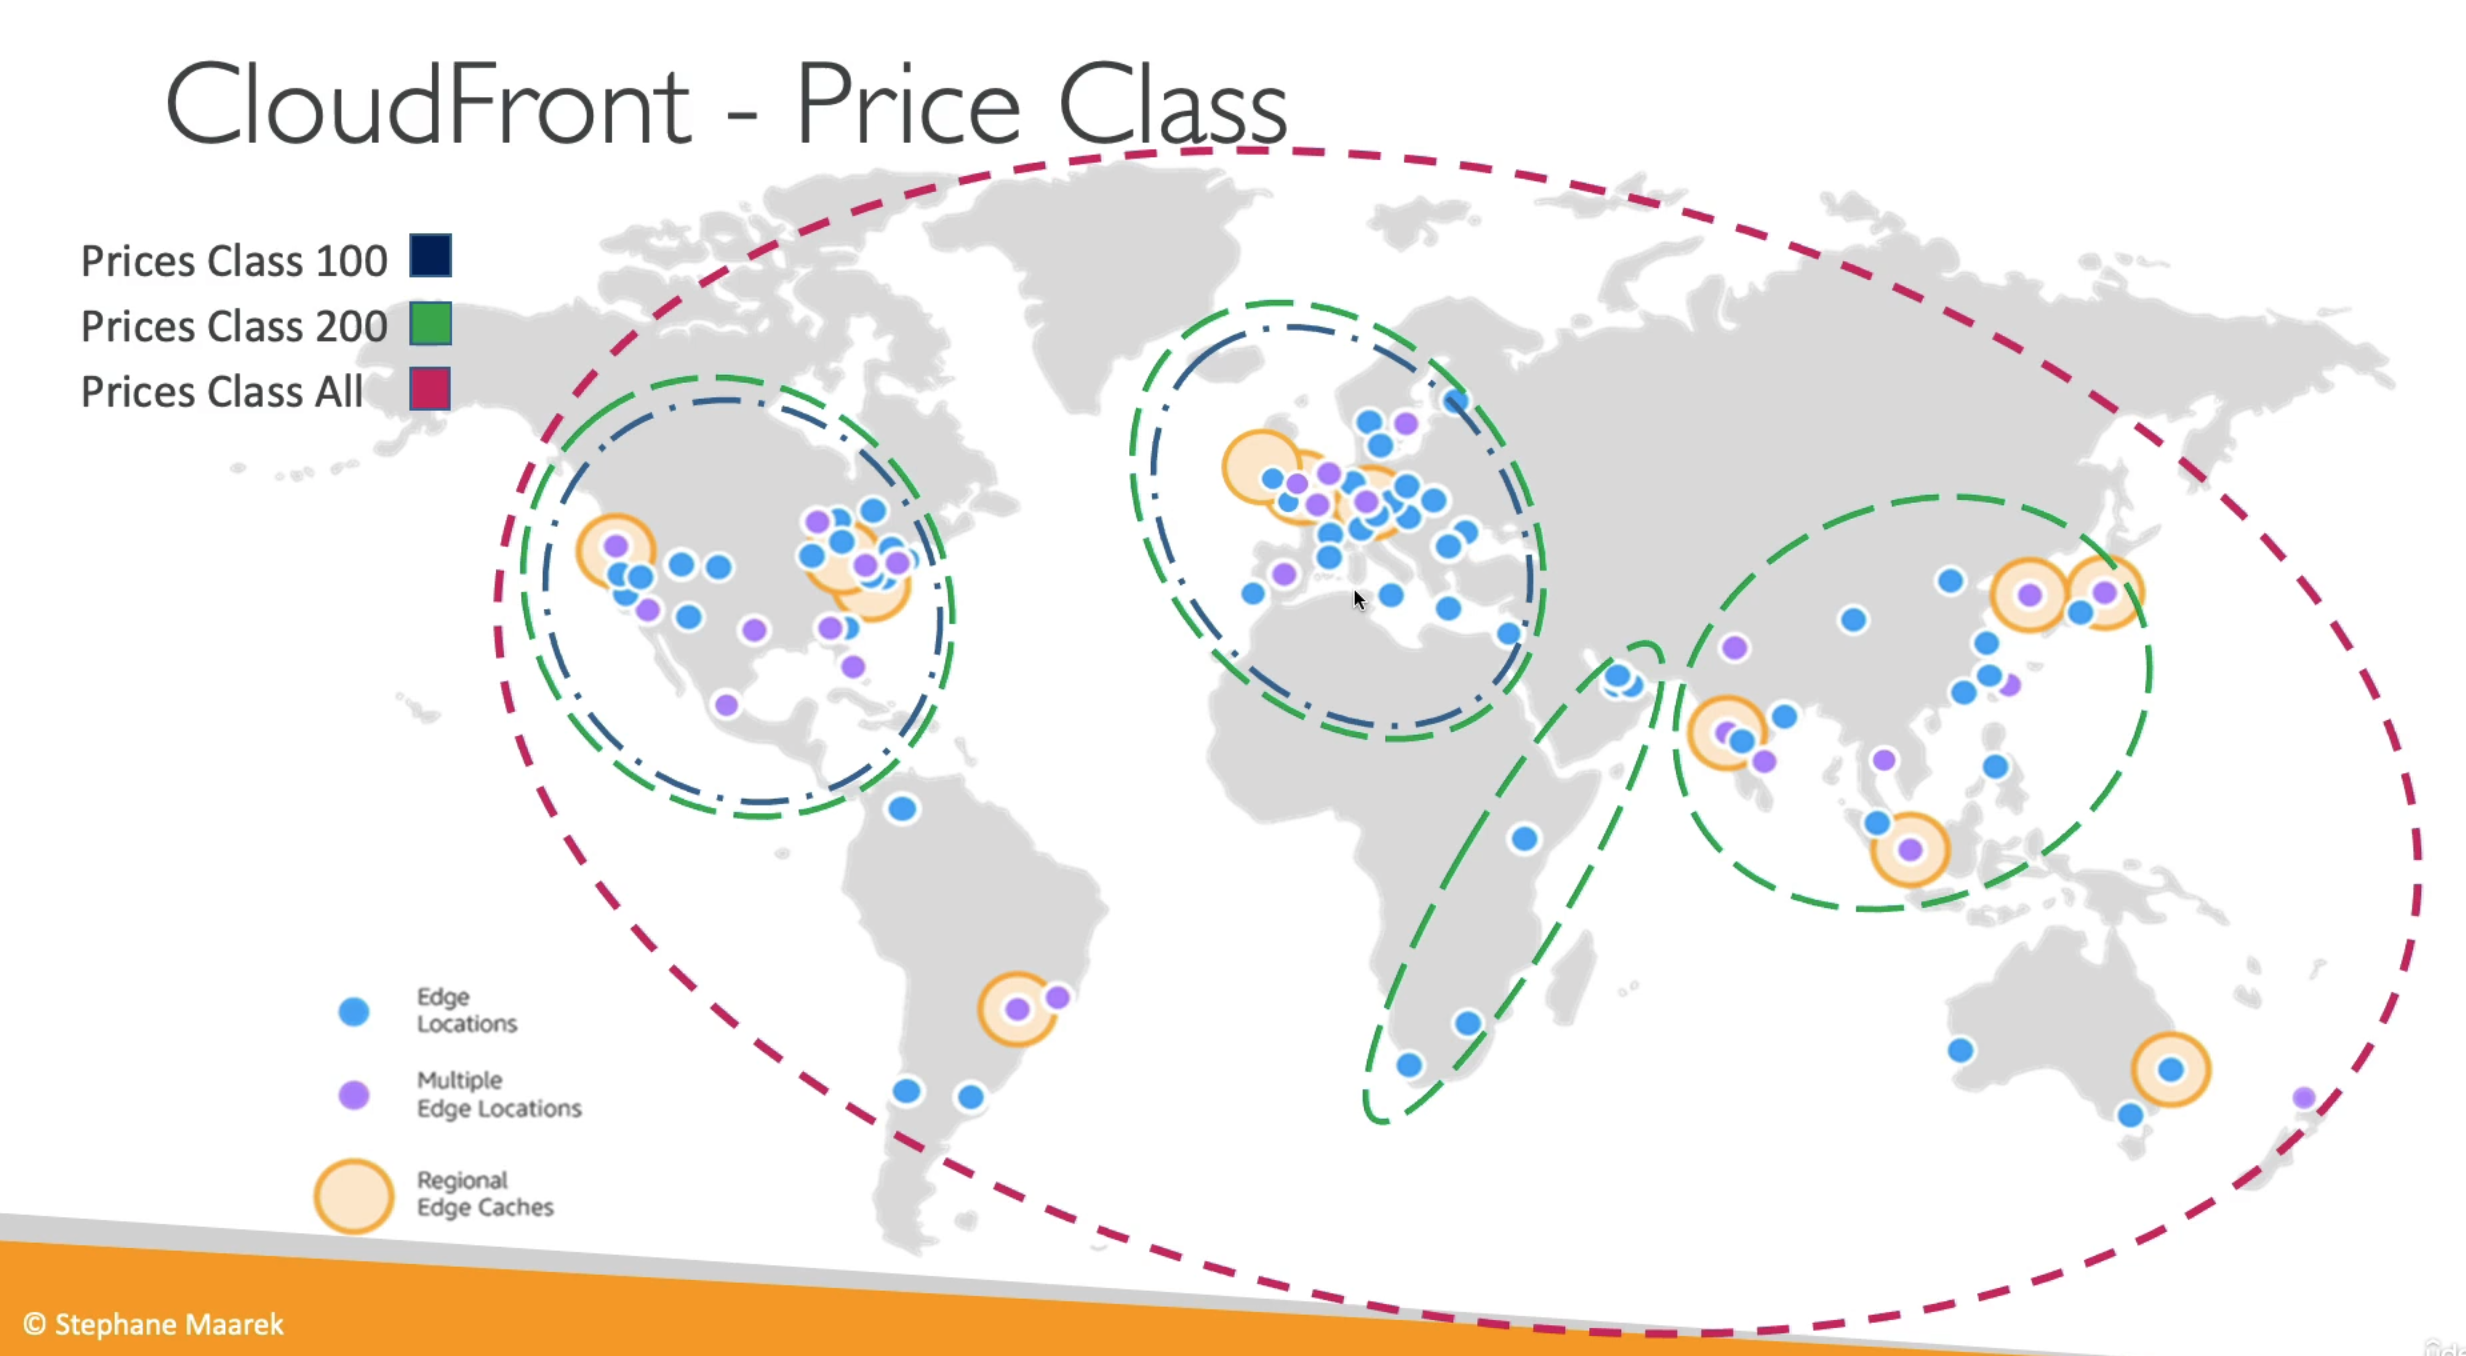 CloudFront - Price Class
Prices Class 100
Prices Class 200
Prices Class All
Edge
Locations
Multiple
Edge Locations
Regional
Edge Caches
© Stephane Maarek